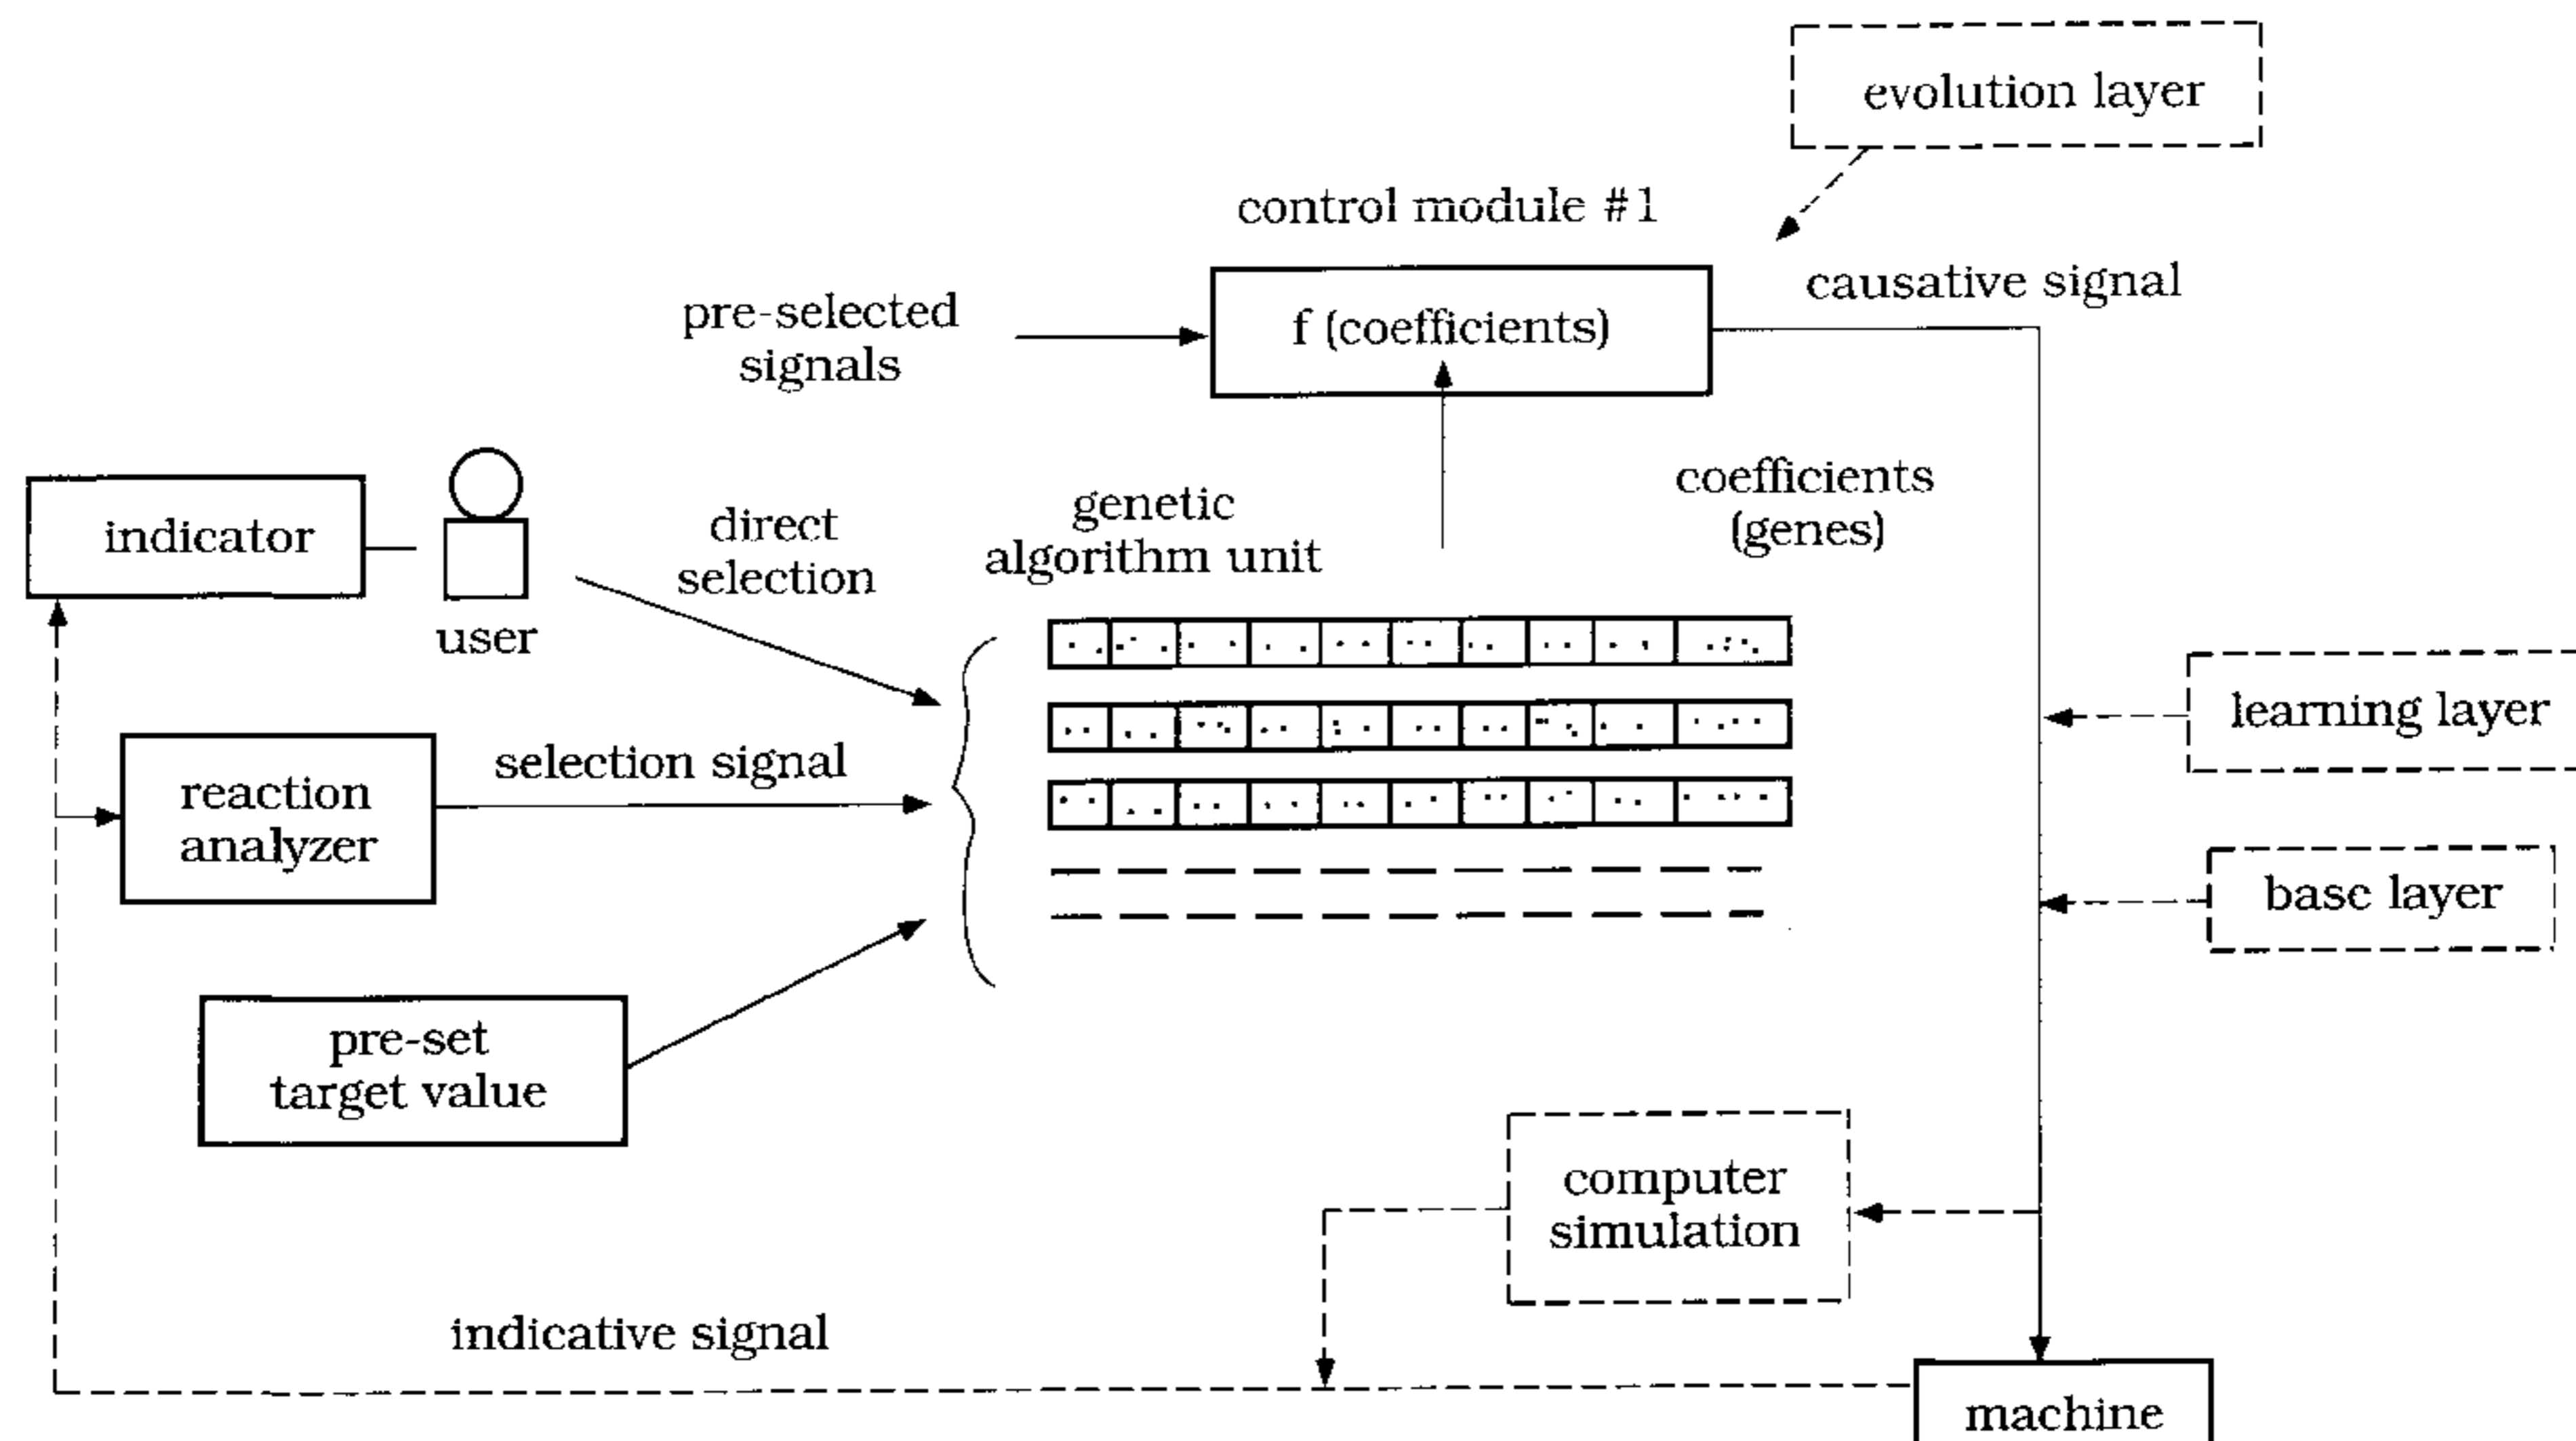 evolution layer
control module #1
causative signal
pre-selected
signals
f (coefficients)
coefficients
(genes)
indicator
direct
selection
genetic
algorithm unit
user
learning layer
selection signal
reaction
analyzer
base layer
pre-set
target value
computer
simulation
indicative signal
machine